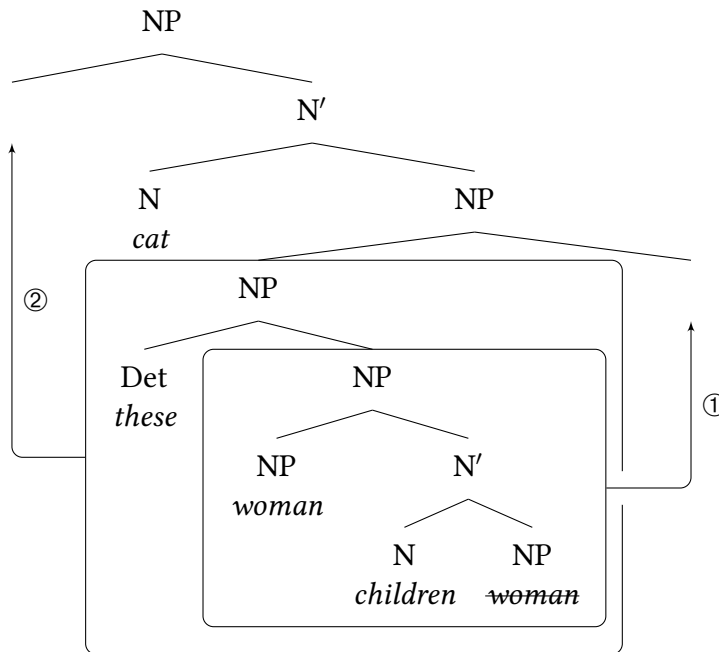 NP
N′
N NP
cat
NP
②
Det NP
these
①
NP N′
woman
N NP
children woman